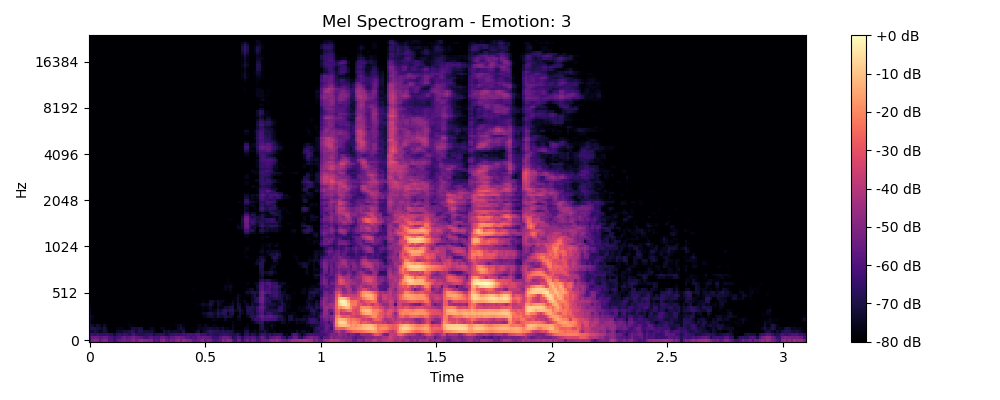 Mel Spectrogram - Emotion: 3
Hz
16384
8192
4096
2048
1024
512
0
0 0.5 1 1.5 2 2.5 3
Time
+0 dB
-10 dB
-20 dB
-30 dB
-40 dB
-50 dB
-60 dB
-70 dB
-80 dB